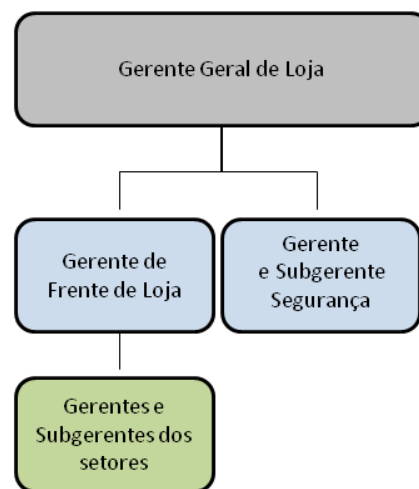 Gerente Geral de Loja
Gerente de
Frente de Loja
Gerente
e Subgerente
Segurança
Gerentes e
Subgerentes dos
setores